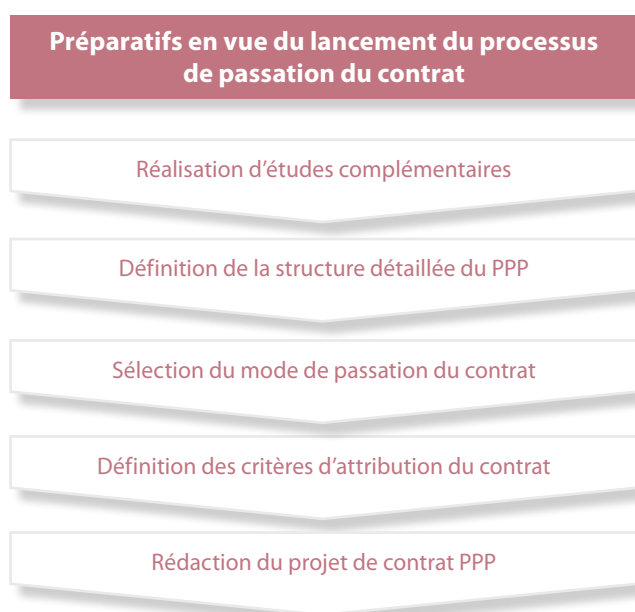 Préparatifs en vue du lancement du processus
de passation du contrat
Réalisation d'études complémentaires
Définition de la structure détaillée du PPP
Sélection du mode de passation du contrat
Définition des critères d'attribution du contrat
Rédaction du projet de contrat PPP